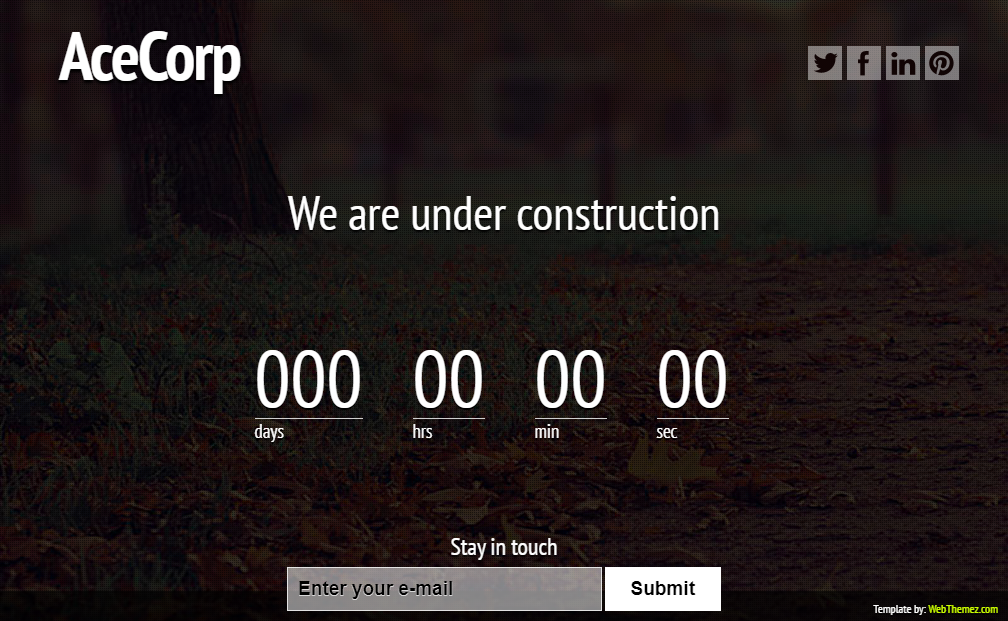 AceCorp
We are under construction
000 00 00 00
days hrs min sec
Stay in touch
Enter your e-mail Submit
Template by: WebThemez.com